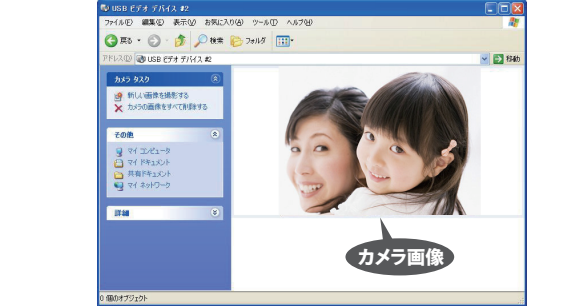 USB ビデオ デバイス #2
ファイル(F) 編集(E) 表示(V) お気に入り(A) ツール(T) ヘルプ(H)
戻る 検索 フォルダ
アドレス(D) USB ビデオ デバイス #2 移動
カメラ タスク
新しい画像を撮影する
カメラの画像をすべて削除する
その他
マイ コンピュータ
マイ ドキュメント
共有ドキュメント
マイ ネットワーク
詳細
カメラ画像
0 個のオブジェクト